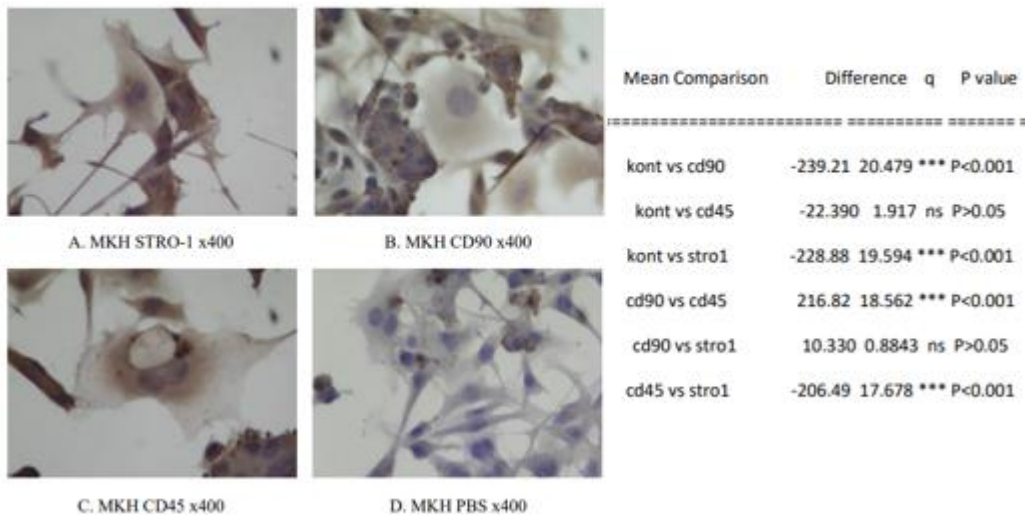 A. MKH STRO-1 x400
B. MKH CD90 x400
C. MKH CD45 x400
D. MKH PBS x400
Mean Comparison Difference q P value
kont vs cd90 -239.21 20.479 *** P<0.001
kont vs cd45 -22.390 1.917 ns P>0.05
kont vs stro1 -228.88 19.594 *** P<0.001
cd90 vs cd45 216.82 18.562 *** P<0.001
cd90 vs stro1 10.330 0.8843 ns P>0.05
cd45 vs stro1 -206.49 17.678 *** P<0.001